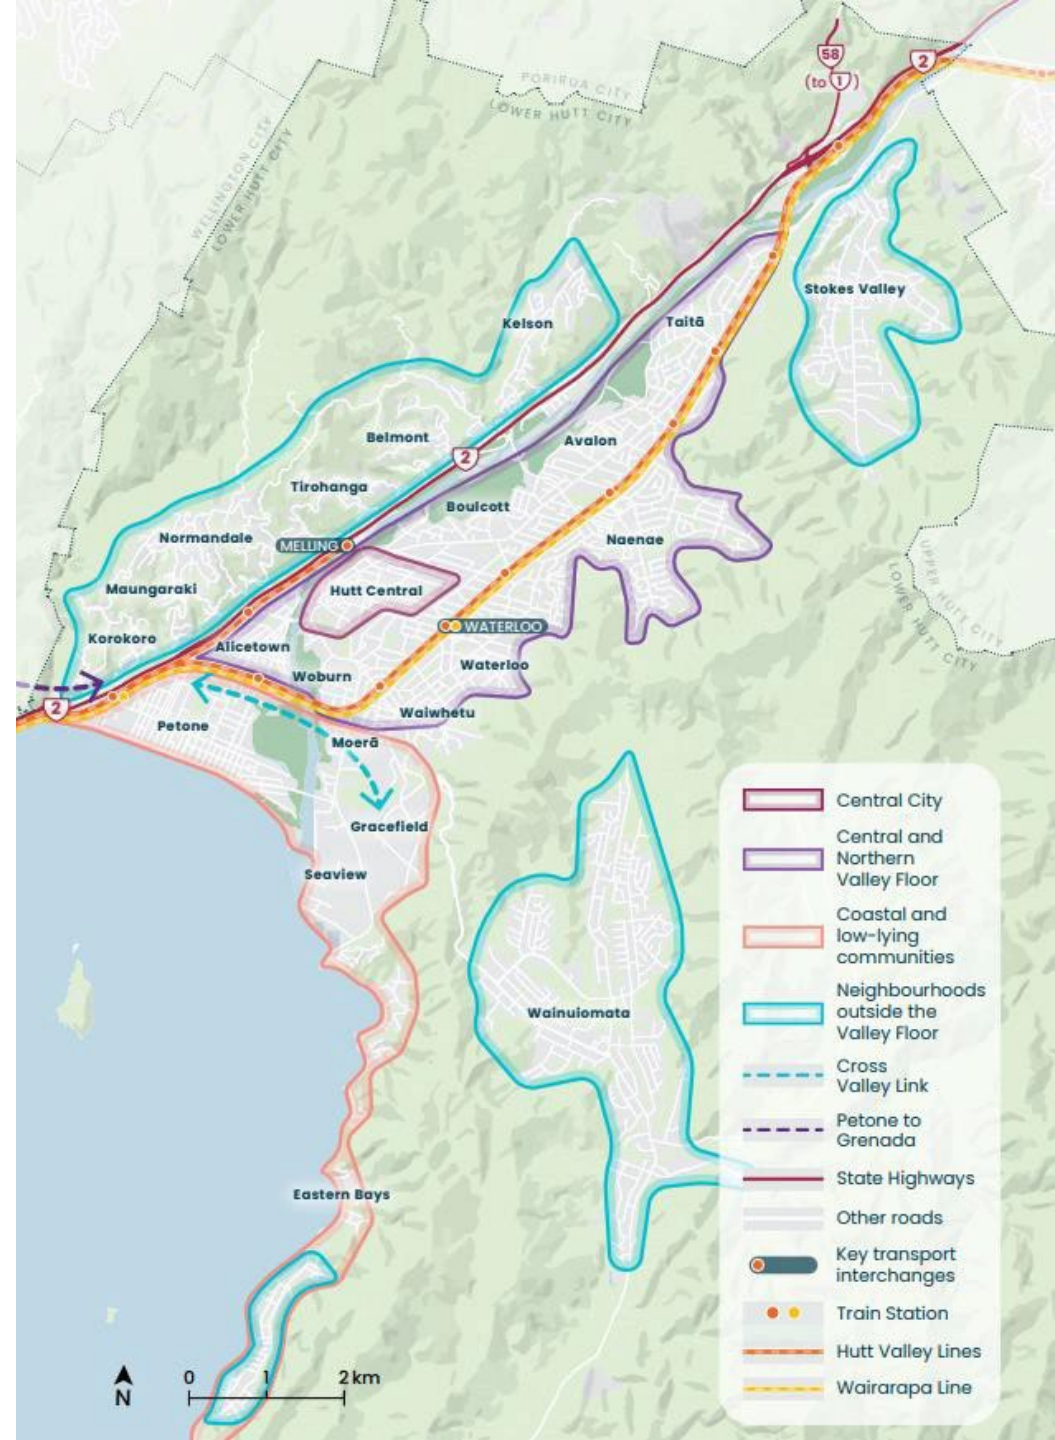 58
2
(to 1)
PORIRUA CITY
LOWER HUTT CITY
WELLINGTON CITY
LOWER HUTT CITY
Stokes Valley
Kelson
Taitā
Belmont
Avalon
2
Tirohanga
Boulcott
Normandale
MELLING
Naenae
Maungaraki
Hutt Central
UPPER HUTT CITY
LOWER HUTT CITY
Korokoro
WATERLOO
Alicetown
Waterloo
Woburn
2
Waiwhetu
Petone
Moerā
Gracefield
Seaview
Wainuiomata
Eastern Bays
Central City
Central and
Northern
Valley Floor
Coastal and
low-lying
communities
Neighbourhoods
outside the
Valley Floor
Cross
Valley Link
Petone to
Grenada
State Highways
Other roads
Key transport
interchanges
Train Station
Hutt Valley Lines
Wairarapa Line
N
0 1 2 km